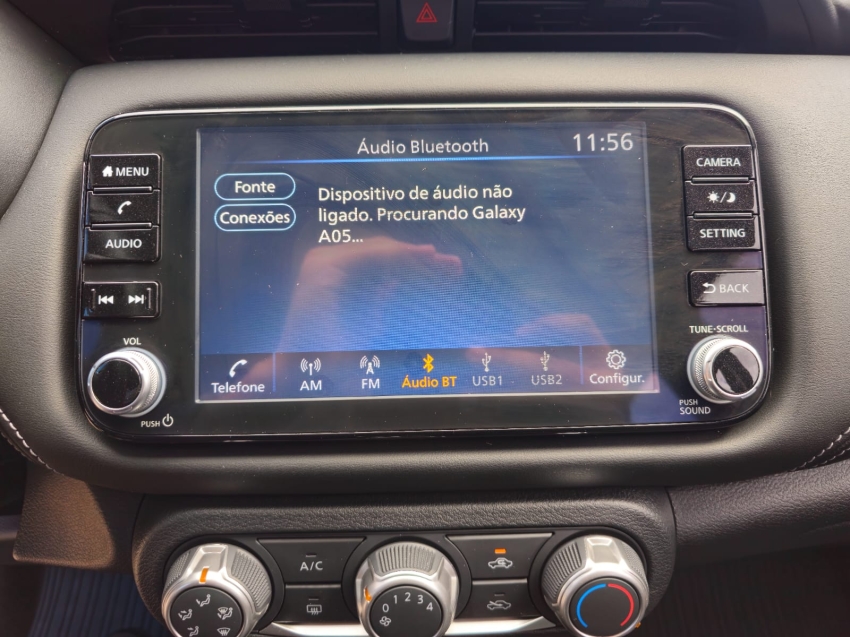 MENU
AUDIO
VOL
PUSH
Áudio Bluetooth
11:56
Fonte
Conexões
Dispositivo de áudio não
ligado. Procurando Galaxy
A05...
Telefone
AM
FM
Áudio BT
USB1
USB2
Configur.
CAMERA
SETTING
BACK
TUNE·SCROLL
PUSH
SOUND
A/C
0 1 2 3 4